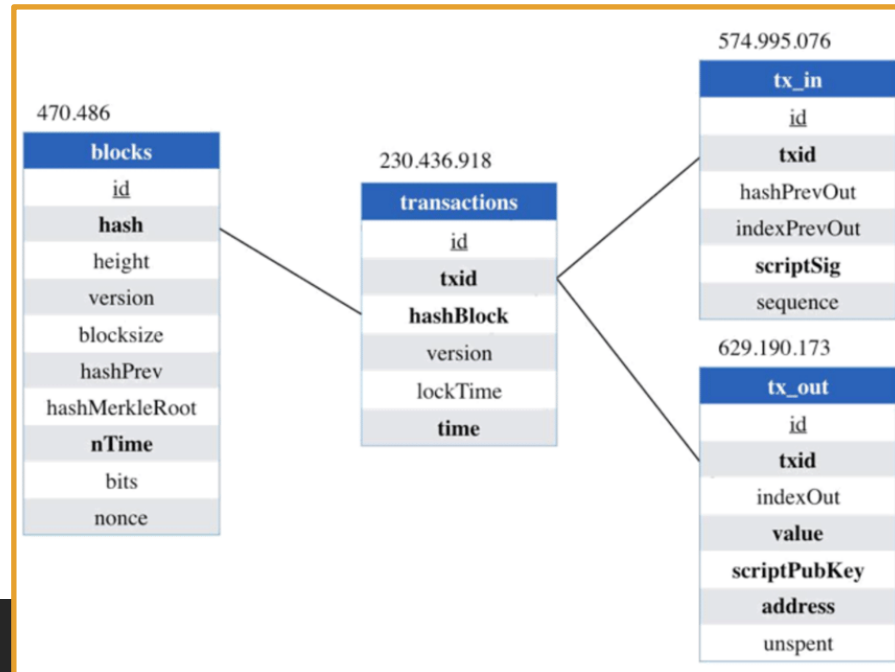 470.486
blocks
id
hash
height
version
blocksize
hashPrev
hashMerkleRoot
nTime
bits
nonce
230.436.918
transactions
id
txid
hashBlock
version
lockTime
time
574.995.076
tx_in
id
txid
hashPrevOut
indexPrevOut
scriptSig
sequence
629.190.173
tx_out
id
txid
indexOut
value
scriptPubKey
address
unspent